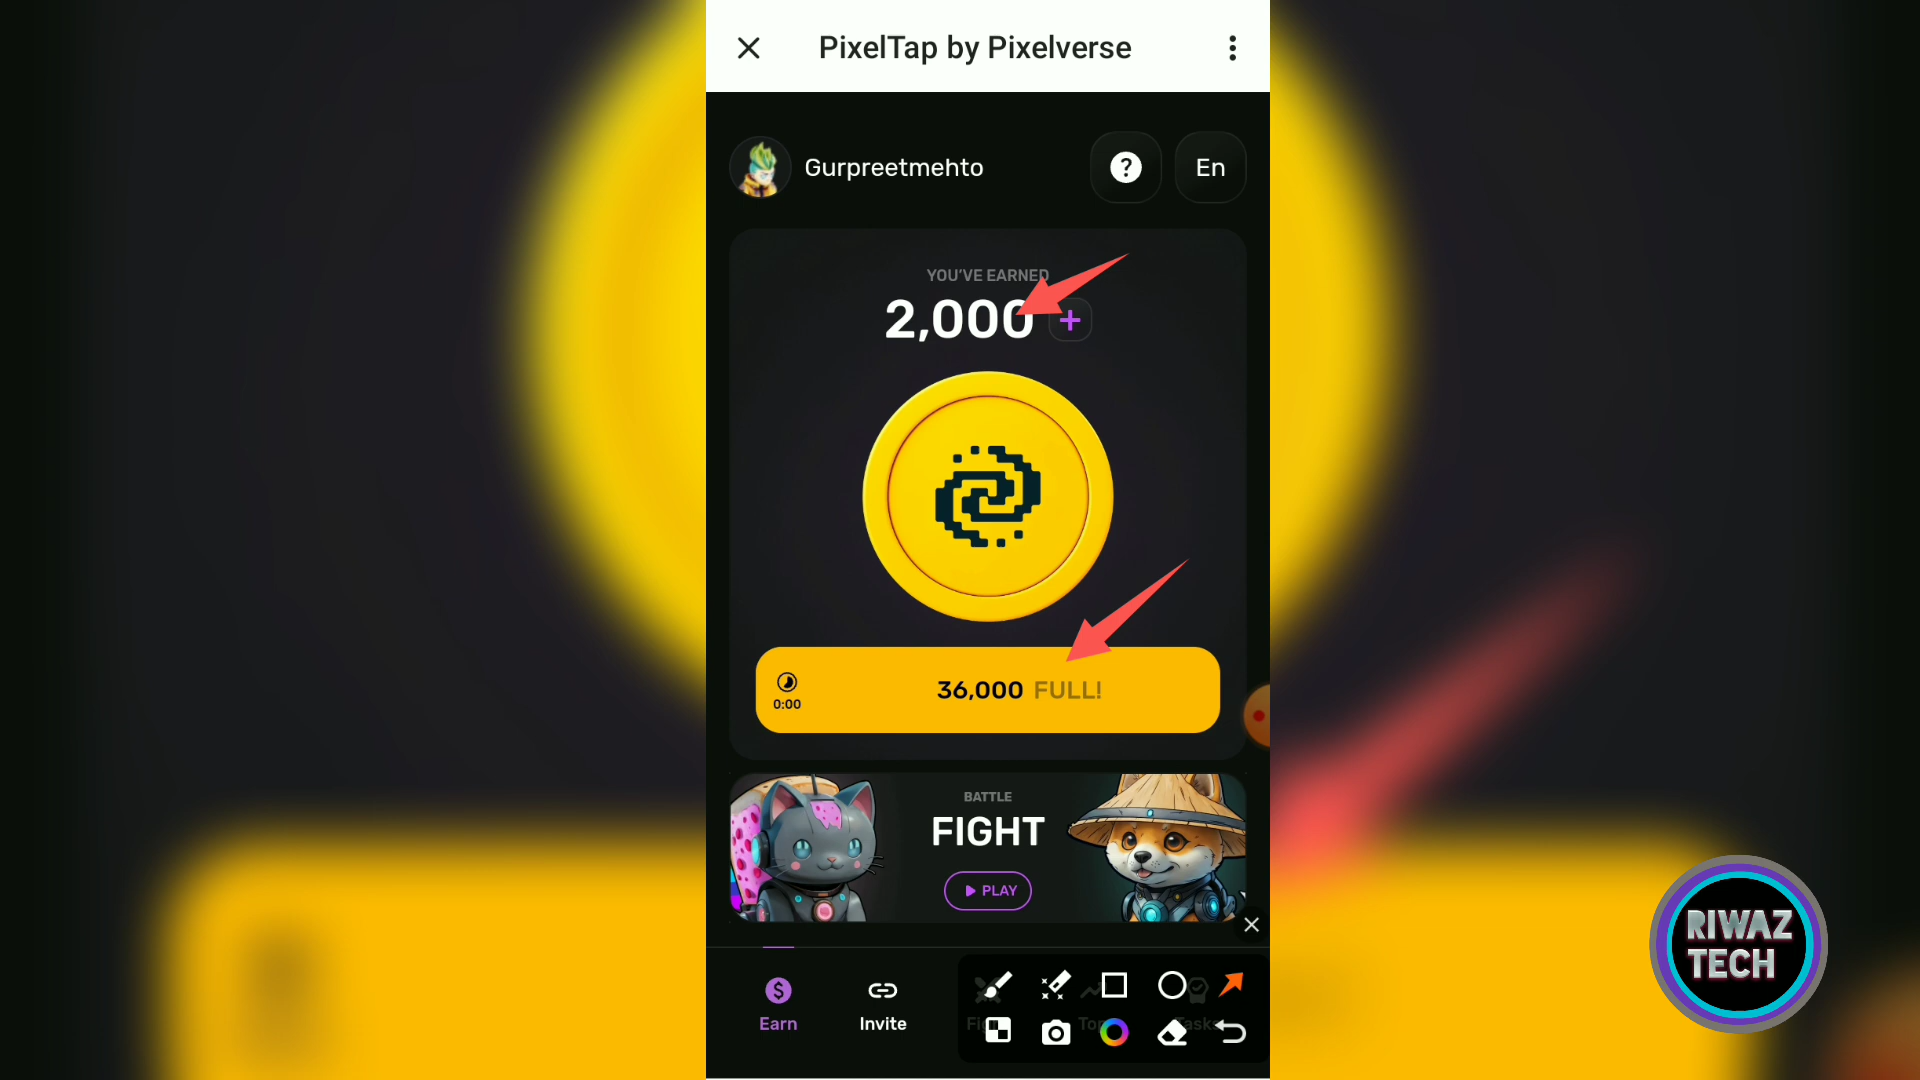 PixelTap by Pixelverse
Gurpreetmehto
?
En
YOU'VE EARNED
2,000 +
0:00
36,000 FULL!
BATTLE
FIGHT
PLAY
Earn
Invite
RIWAZ
TECH